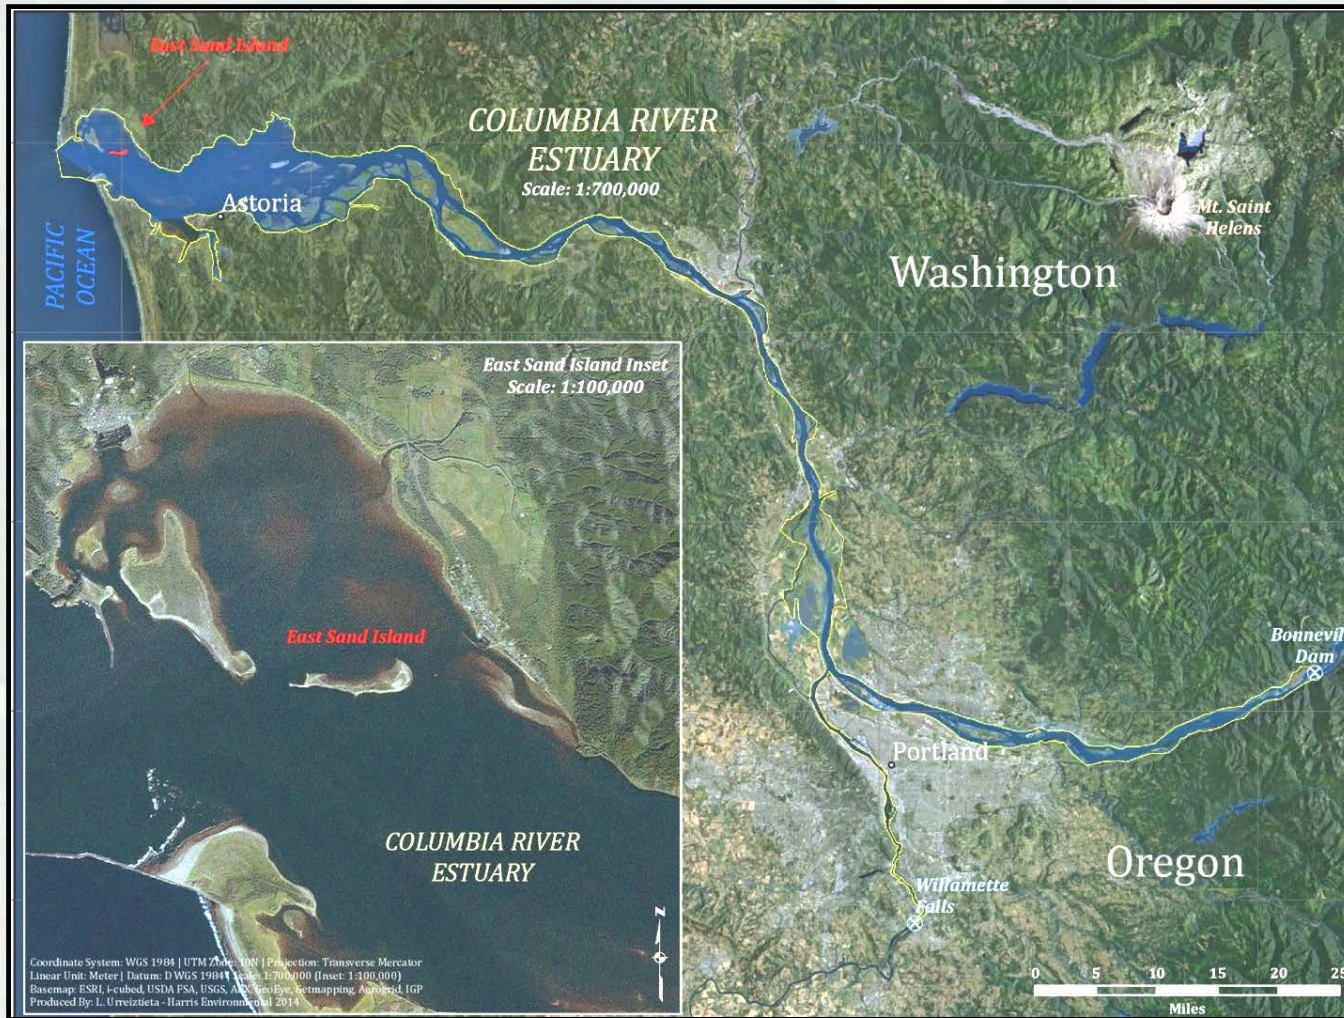 East Sand Island
COLUMBIA RIVER
ESTUARY
Scale: 1:700,000
Astoria
PACIFIC
OCEAN
Mt. Saint
Helens
Washington
East Sand Island Inset
Scale: 1:100,000
East Sand Island
COLUMBIA RIVER
ESTUARY
Bonnevil
Dam
Portland
Oregon
Willamette
Falls
N
Coordinate System: WGS 1984 | UTM Zone: 10N | Projection: Transverse Mercator
Linear Unit: Meter | Datum: D WGS 1984 | Scale: 1:700,000 (Inset: 1:100,000)
Basemap: ESRI, i-cubed, USDA FSA, USGS, AEX, GeoEye, Getmapping, Aerogrid, IGP
Produced By: L. Urreiztieta - Harris Environmental 2014
0 5 10 15 20 25
Miles